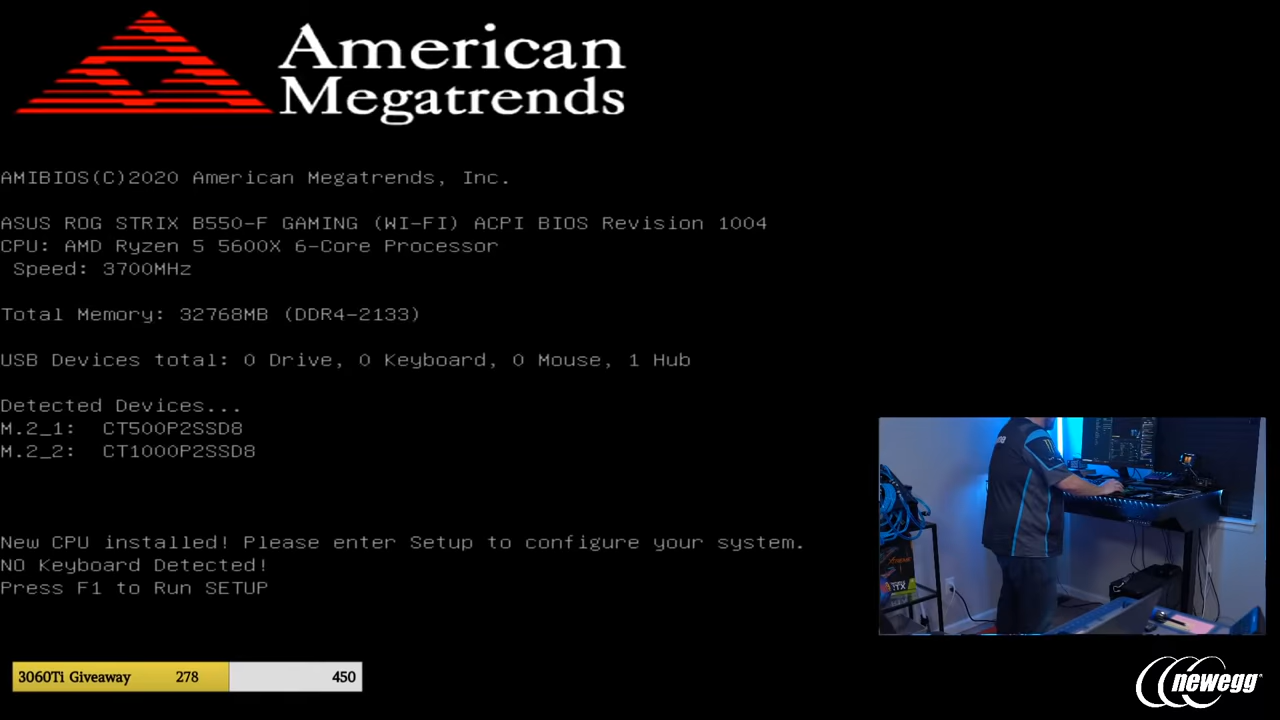 American
Megatrends
AMIBIOS(C)2020 American Megatrends, Inc.
ASUS ROG STRIX B550-F GAMING (WI-FI) ACPI BIOS Revision 1004
CPU: AMD Ryzen 5 5600X 6-Core Processor
Speed: 3700MHz
Total Memory: 32768MB (DDR4-2133)
USB Devices total: 0 Drive, 0 Keyboard, 0 Mouse, 1 Hub
Detected Devices...
M.2_1: CT500P2SSD8
M.2_2: CT1000P2SSD8
New CPU installed! Please enter Setup to configure your system.
NO Keyboard Detected!
Press F1 to Run SETUP
3060Ti Giveaway 278 450
newegg